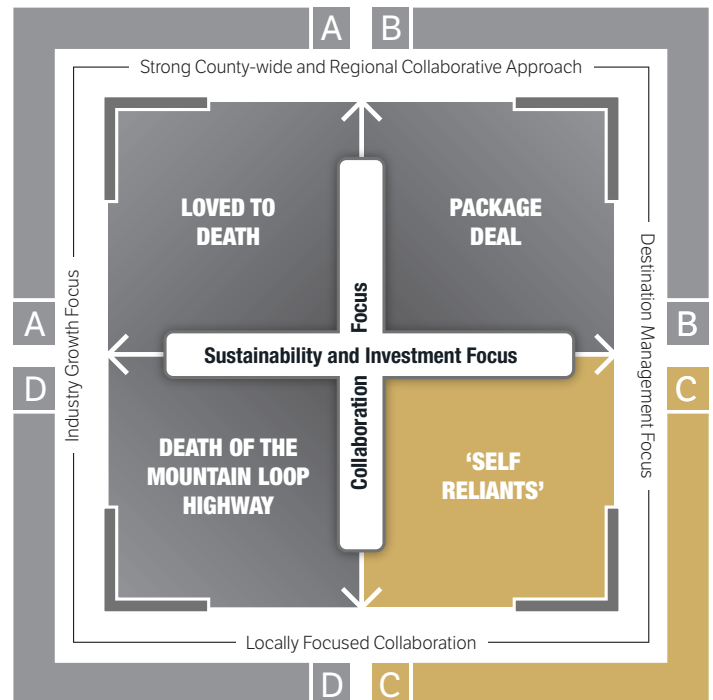 A B
Strong County-wide and Regional Collaborative Approach
LOVED TO
DEATH
PACKAGE
DEAL
Industry Growth Focus
Destination Management Focus
A
B
Collaboration Focus
Sustainability and Investment Focus
D
C
DEATH OF THE
MOUNTAIN LOOP
HIGHWAY
‘SELF
RELIANTS’
Locally Focused Collaboration
D C